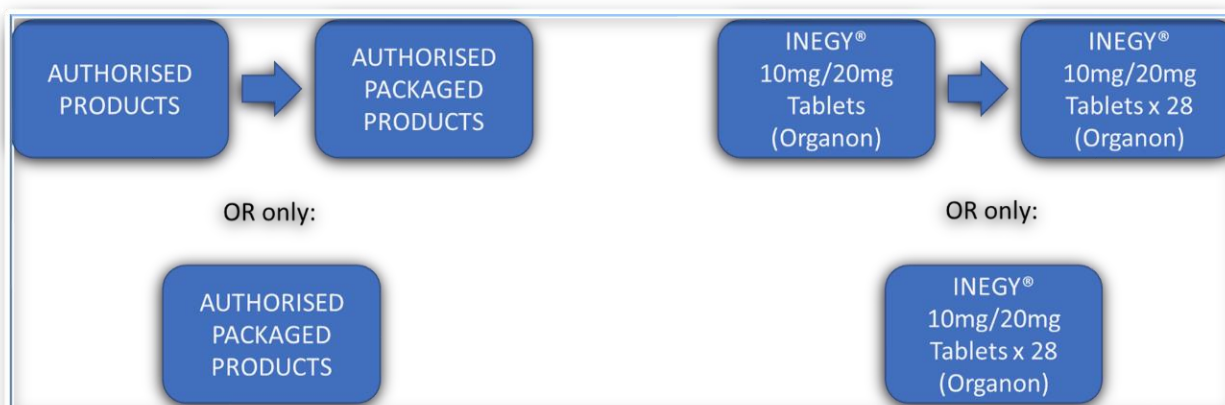 AUTHORISED
PRODUCTS
AUTHORISED
PACKAGED
PRODUCTS
INEGY®
10mg/20mg
Tablets
(Organon)
INEGY®
10mg/20mg
Tablets x 28
(Organon)
OR only:
OR only:
AUTHORISED
PACKAGED
PRODUCTS
INEGY®
10mg/20mg
Tablets x 28
(Organon)